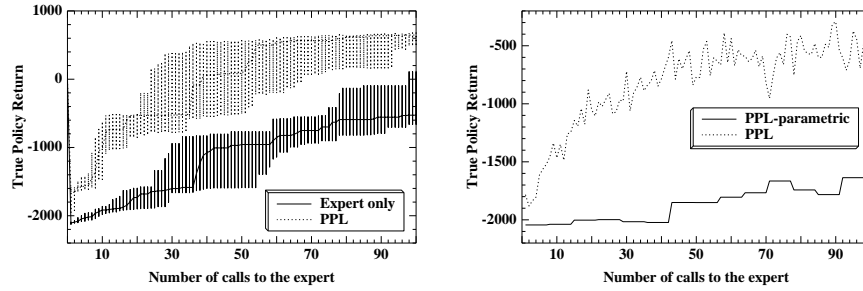 True Policy Return
1000
0
-1000
-2000
Expert only
PPL
10
30
50
70
90
Number of calls to the expert
True Policy Return
-500
-1000
-1500
-2000
PPL-parametric
PPL
10
30
50
70
90
Number of calls to the expert